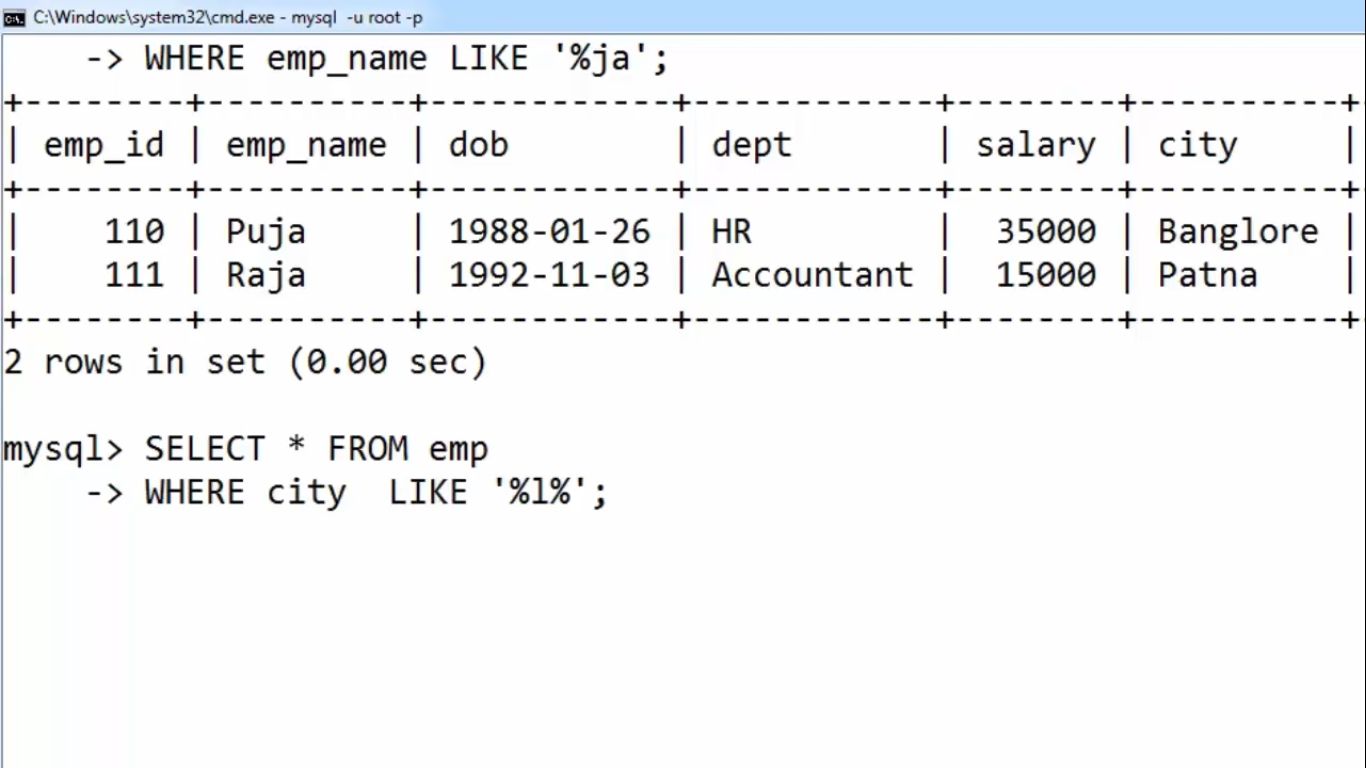 C:\Windows\system32\cmd.exe - mysql -u root -p
-> WHERE emp_name LIKE '%ja';
+--------+----------+------------+------------+--------+----------+
| emp_id | emp_name | dob        | dept       | salary | city     |
+--------+----------+------------+------------+--------+----------+
|    110 | Puja     | 1988-01-26 | HR         |  35000 | Banglore |
|    111 | Raja     | 1992-11-03 | Accountant |  15000 | Patna    |
+--------+----------+------------+------------+--------+----------+
2 rows in set (0.00 sec)
mysql> SELECT * FROM emp
-> WHERE city  LIKE '%l%';